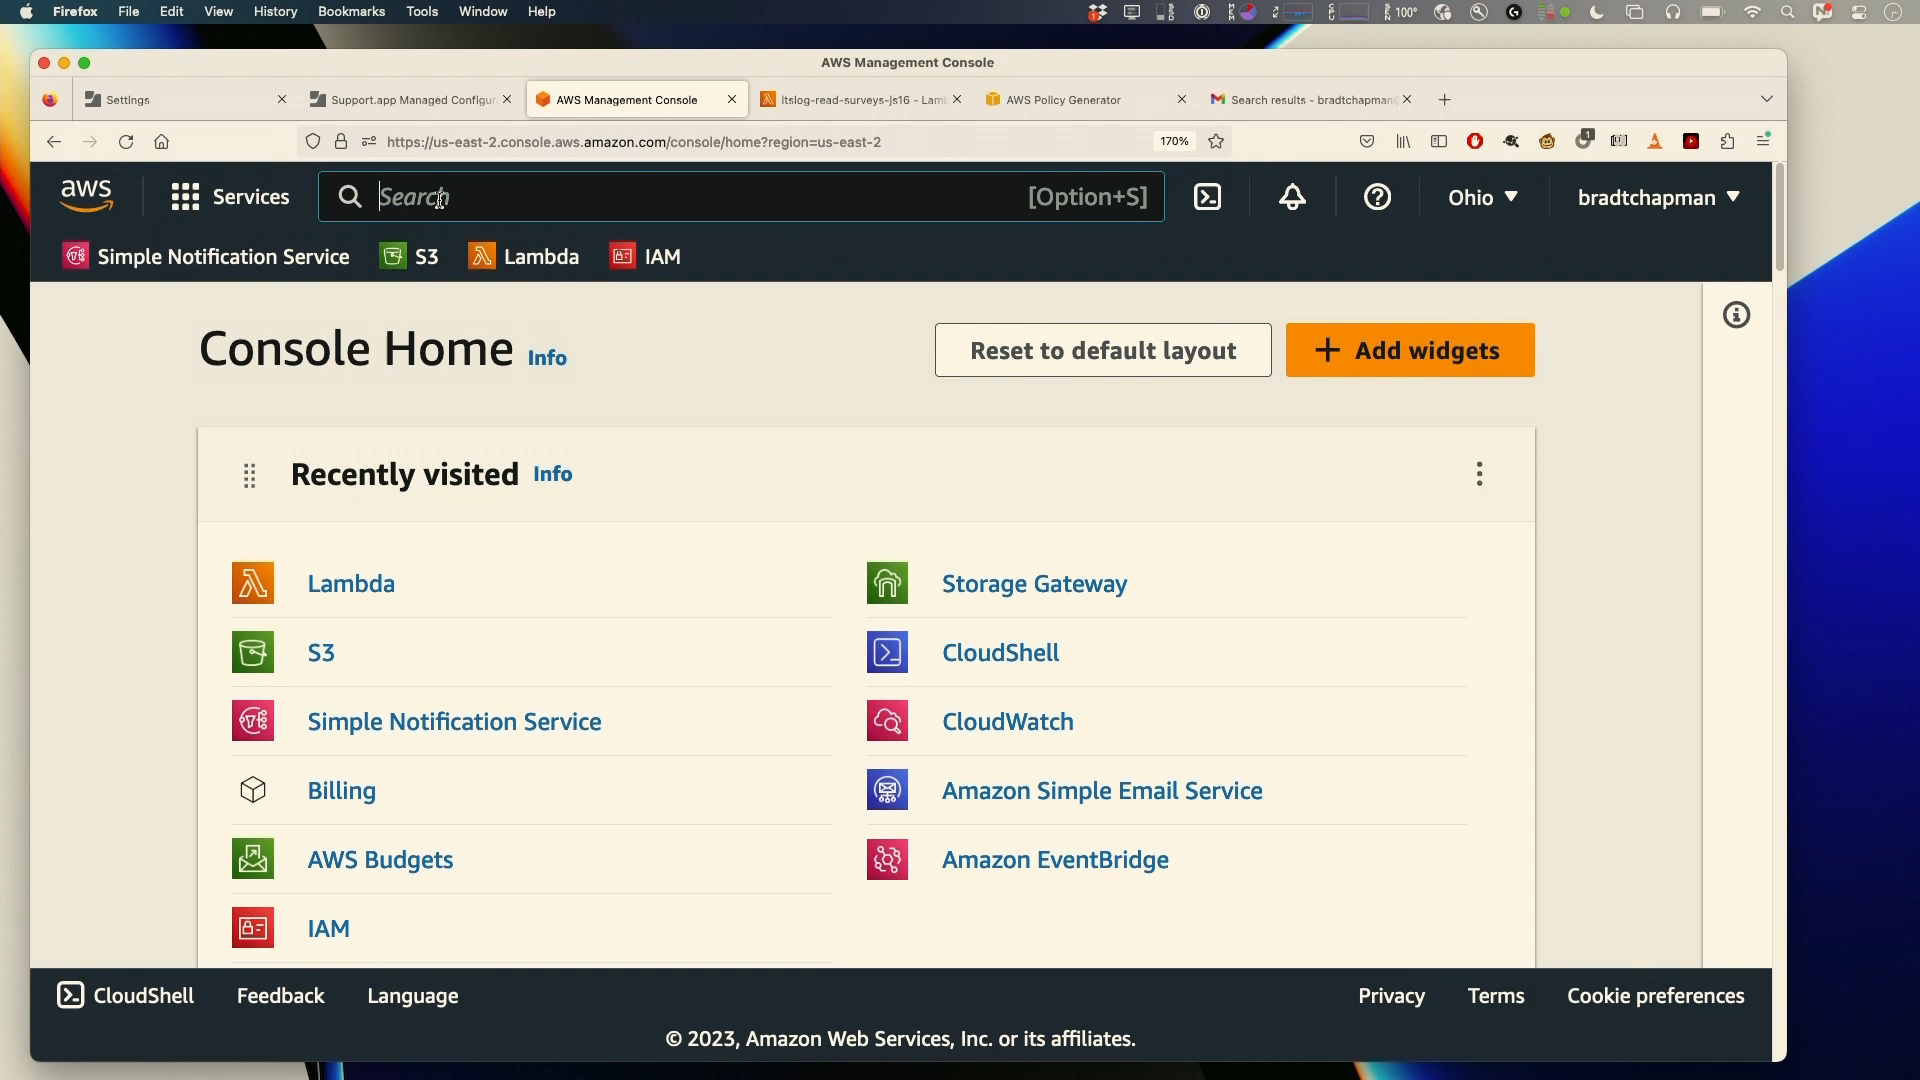 Firefox File Edit View History Bookmarks Tools Window Help
100°
AWS Management Console
Settings
Support.app Managed Configur
AWS Management Console
ltslog-read-surveys-js16 - Lamb
AWS Policy Generator
Search results - bradtchapman@
https://us-east-2.console.aws.amazon.com/console/home?region=us-east-2
170%
1
aws
Services
Search
[Option+S]
Ohio
bradtchapman
Simple Notification Service
S3
Lambda
IAM
Console Home Info
Reset to default layout
Add widgets
Recently visited Info
Lambda
S3
Simple Notification Service
Billing
AWS Budgets
IAM
Storage Gateway
CloudShell
CloudWatch
Amazon Simple Email Service
Amazon EventBridge
CloudShell
Feedback
Language
Privacy
Terms
Cookie preferences
© 2023, Amazon Web Services, Inc. or its affiliates.